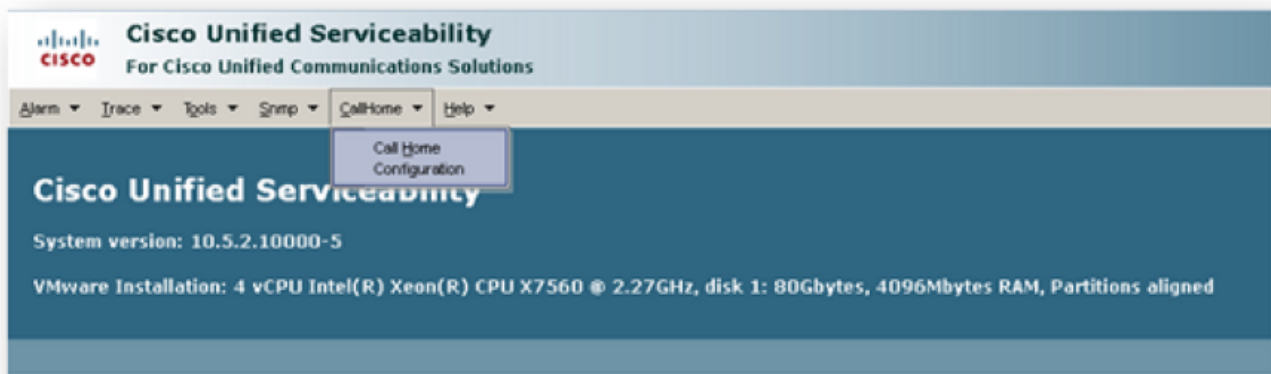 Cisco Unified Serviceability
CISCO
For Cisco Unified Communications Solutions
Alarm Trace Tools Snmp CallHome Help
Call Home
Configuration
Cisco Unified Serviceability
System version: 10.5.2.10000-5
VMware Installation: 4 vCPU Intel(R) Xeon(R) CPU X7560 @ 2.27GHz, disk 1: 80Gbytes, 4096Mbytes RAM, Partitions aligned